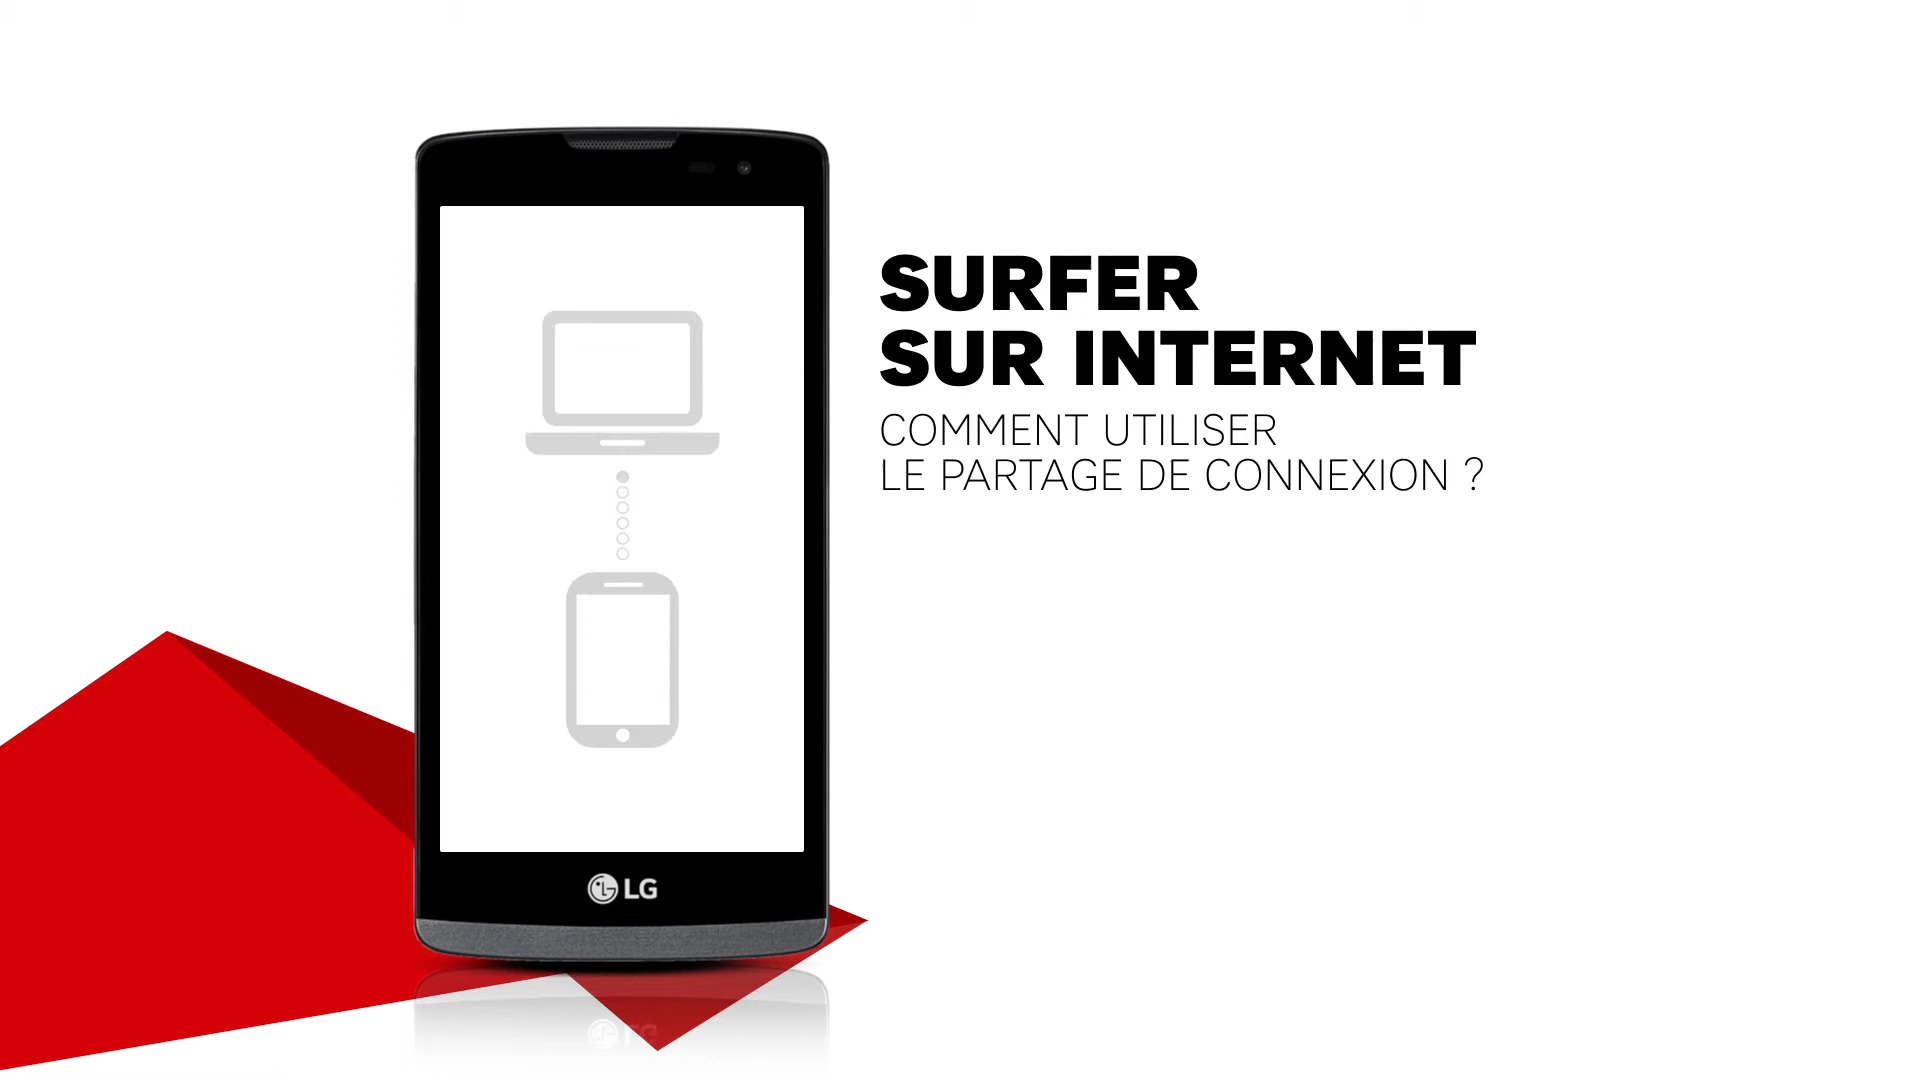 SURFER
SUR INTERNET
COMMENT UTILISER
LE PARTAGE DE CONNEXION ?
LG